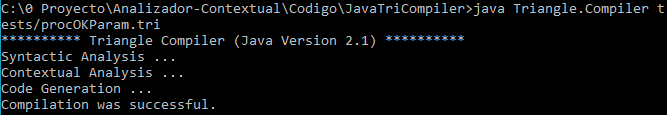 C:\0 Proyecto\Analizador-Contextual\Codigo\JavaTriCompiler>java Triangle.Compiler t
ests/procOKParam.tri
********** Triangle Compiler (Java Version 2.1) **********
Syntactic Analysis ...
Contextual Analysis ...
Code Generation ...
Compilation was successful.